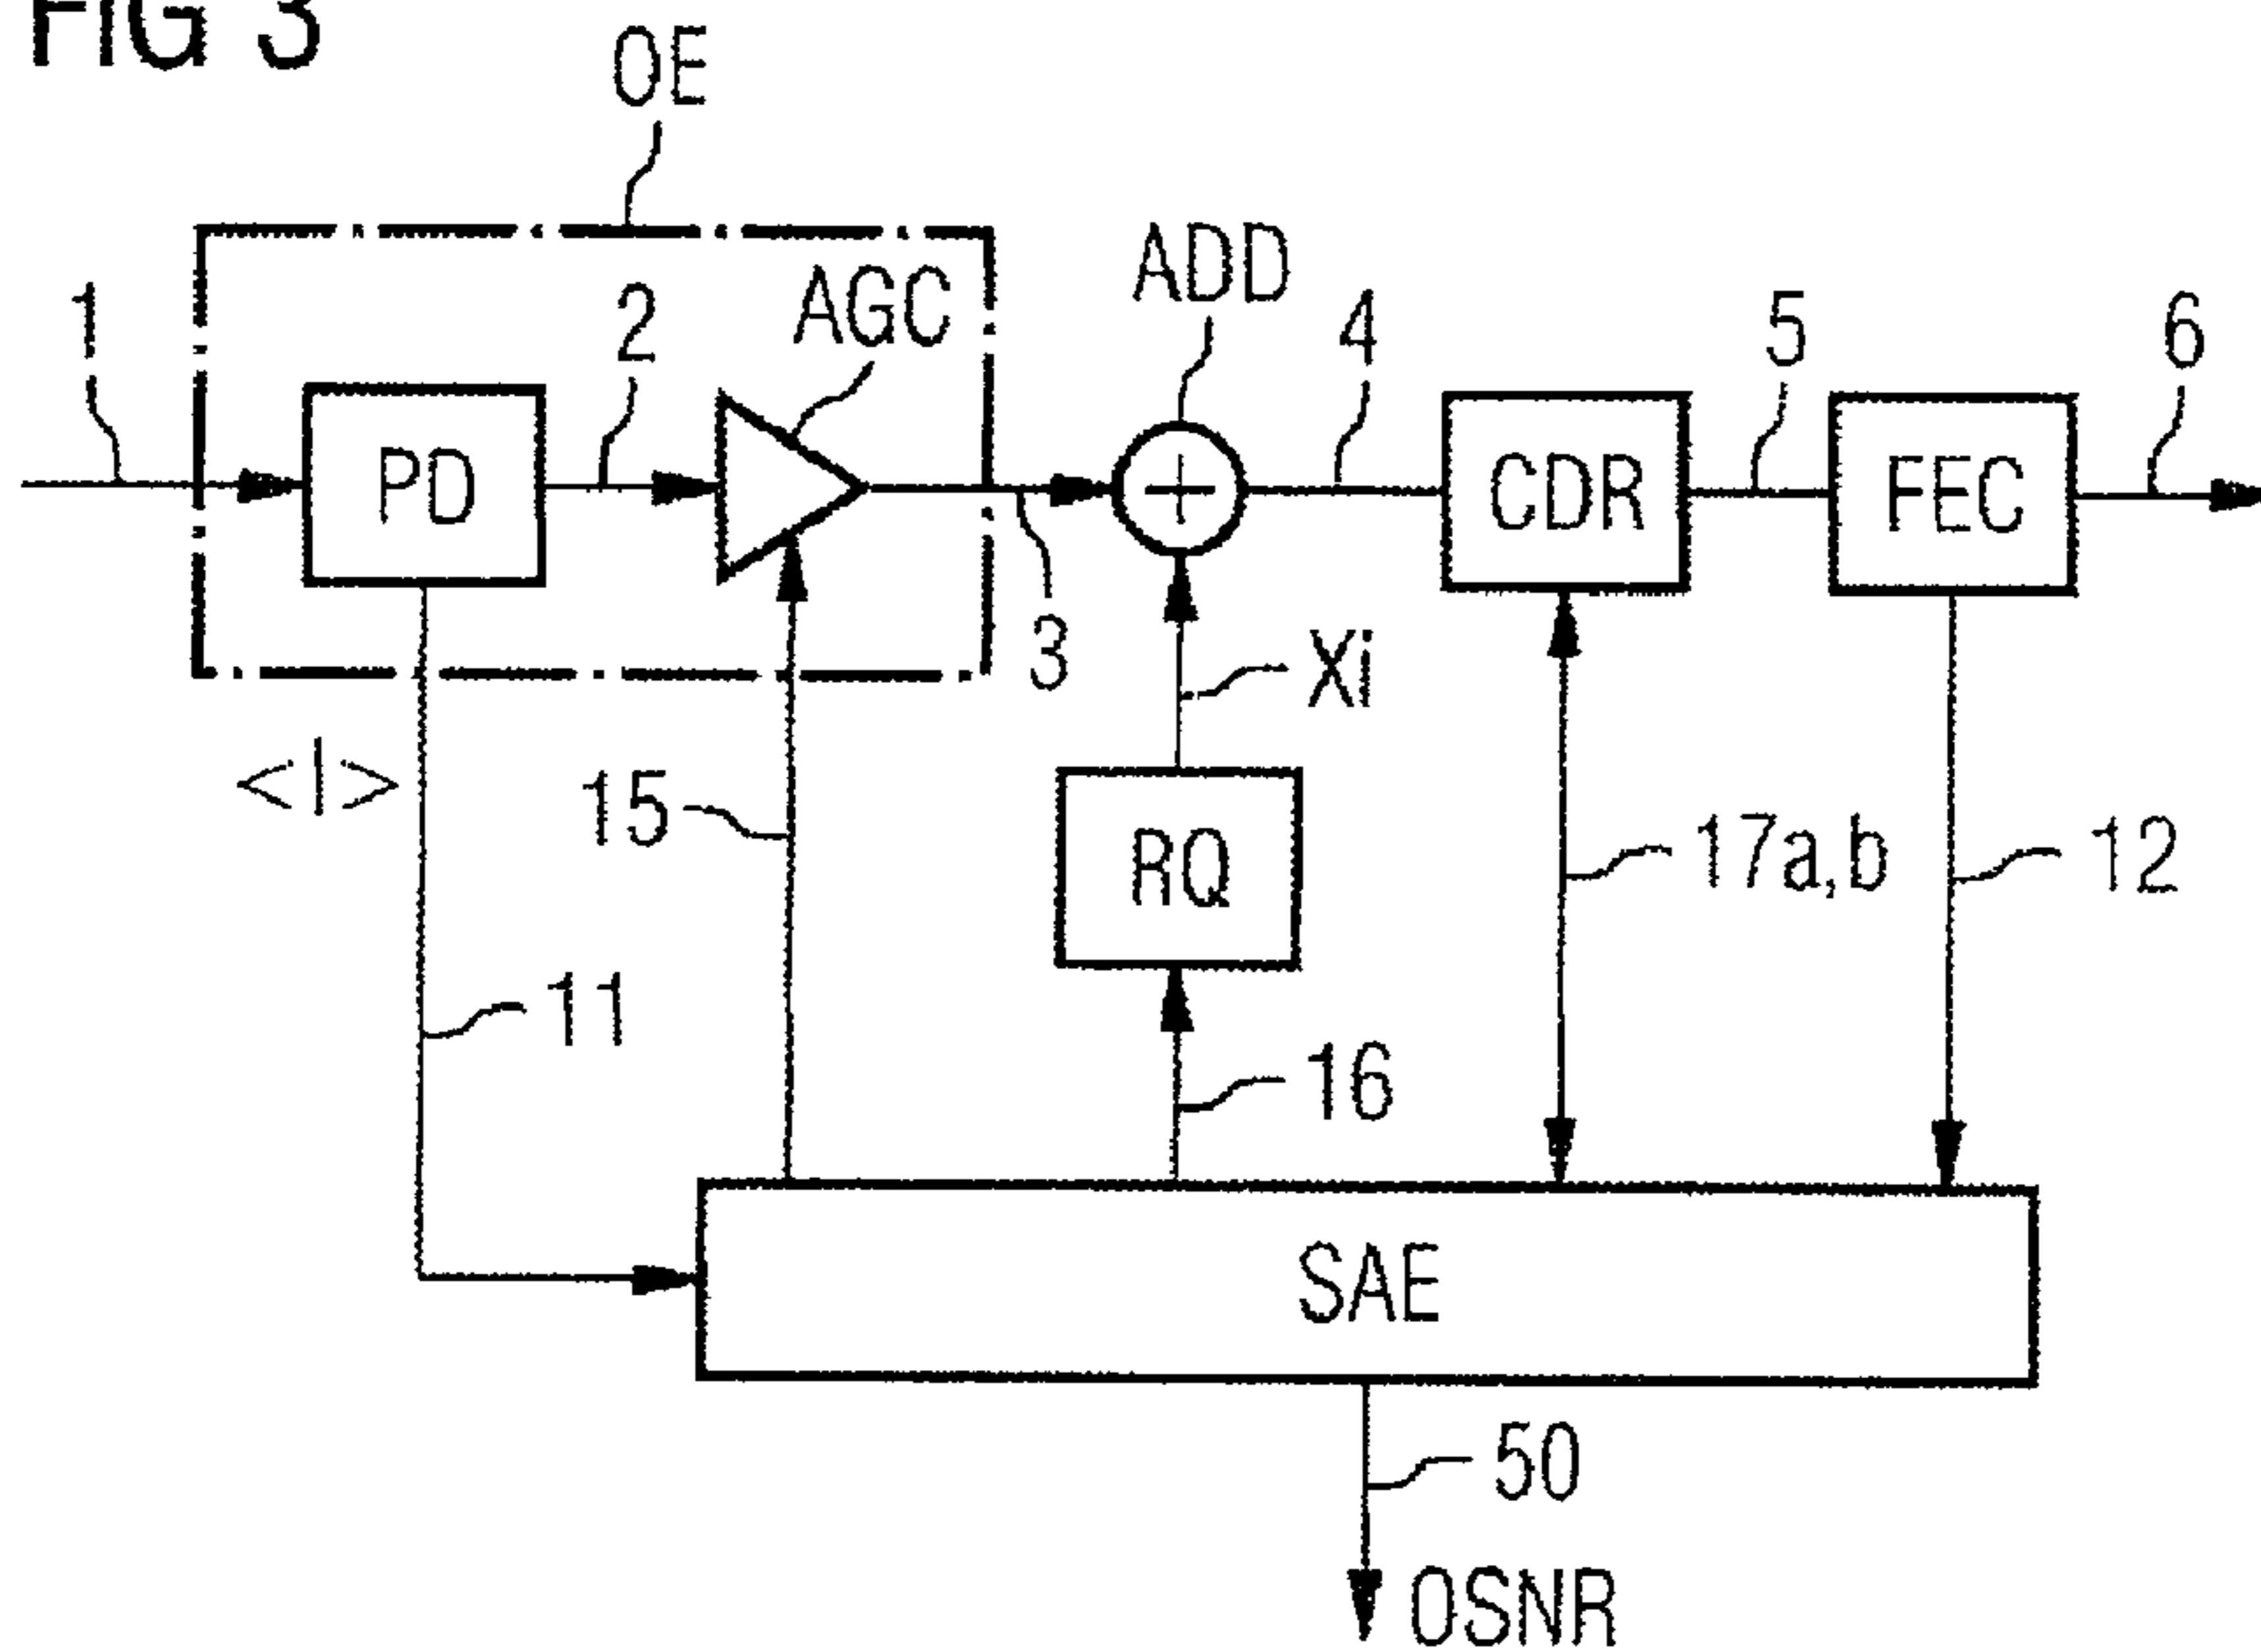 FIG 3
OE
1
2
AGC
ADD
4
5
6
PD
+
CDR
FEC
3
Xi
<I>
15
RQ
17a,b
12
11
16
SAE
50
OSNR